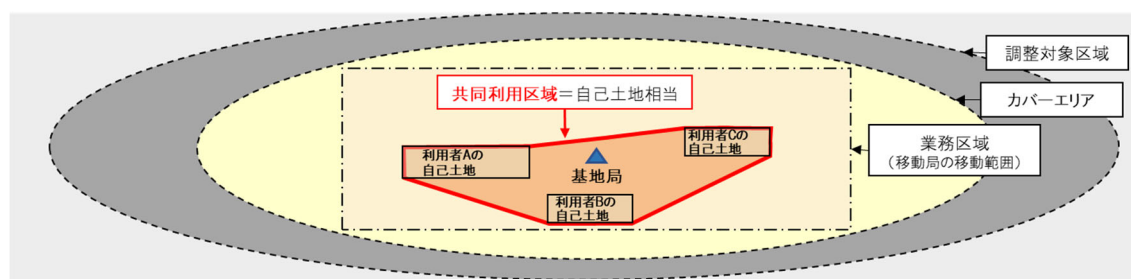 調整対象区域
共同利用区域＝自己土地相当
カバーエリア
業務区域
（移動局の移動範囲）
利用者Aの
自己土地
利用者Cの
自己土地
基地局
利用者Bの
自己土地